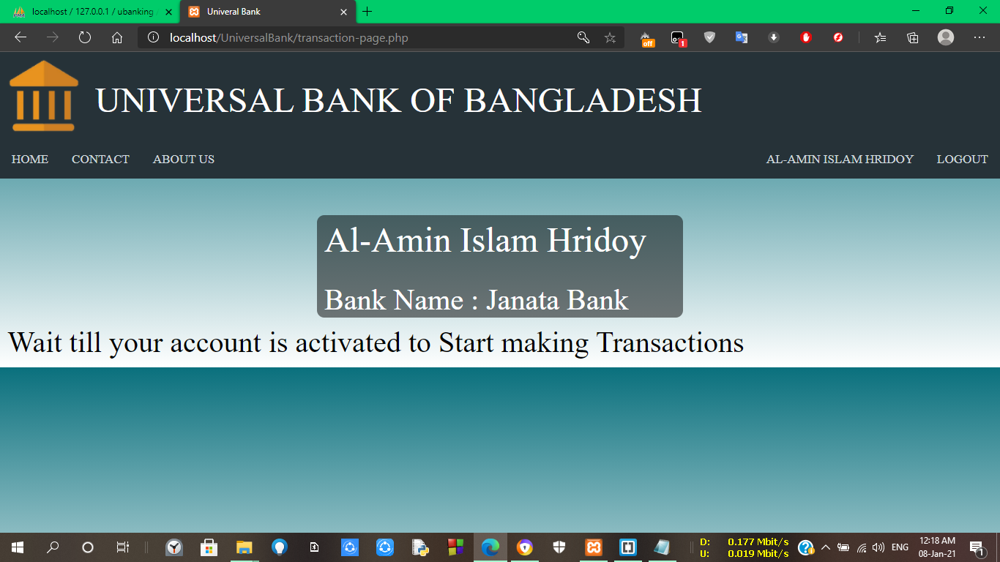 localhost / 127.0.0.1 / ubanking
Univeral Bank
localhost/UniversalBank/transaction-page.php
off
1
UNIVERSAL BANK OF BANGLADESH
HOME CONTACT ABOUT US AL-AMIN ISLAM HRIDOY LOGOUT
Al-Amin Islam Hridoy
Bank Name : Janata Bank
Wait till your account is activated to Start making Transactions
D: 0.177 Mbit/s
U: 0.019 Mbit/s
ENG
12:18 AM
08-Jan-21
1